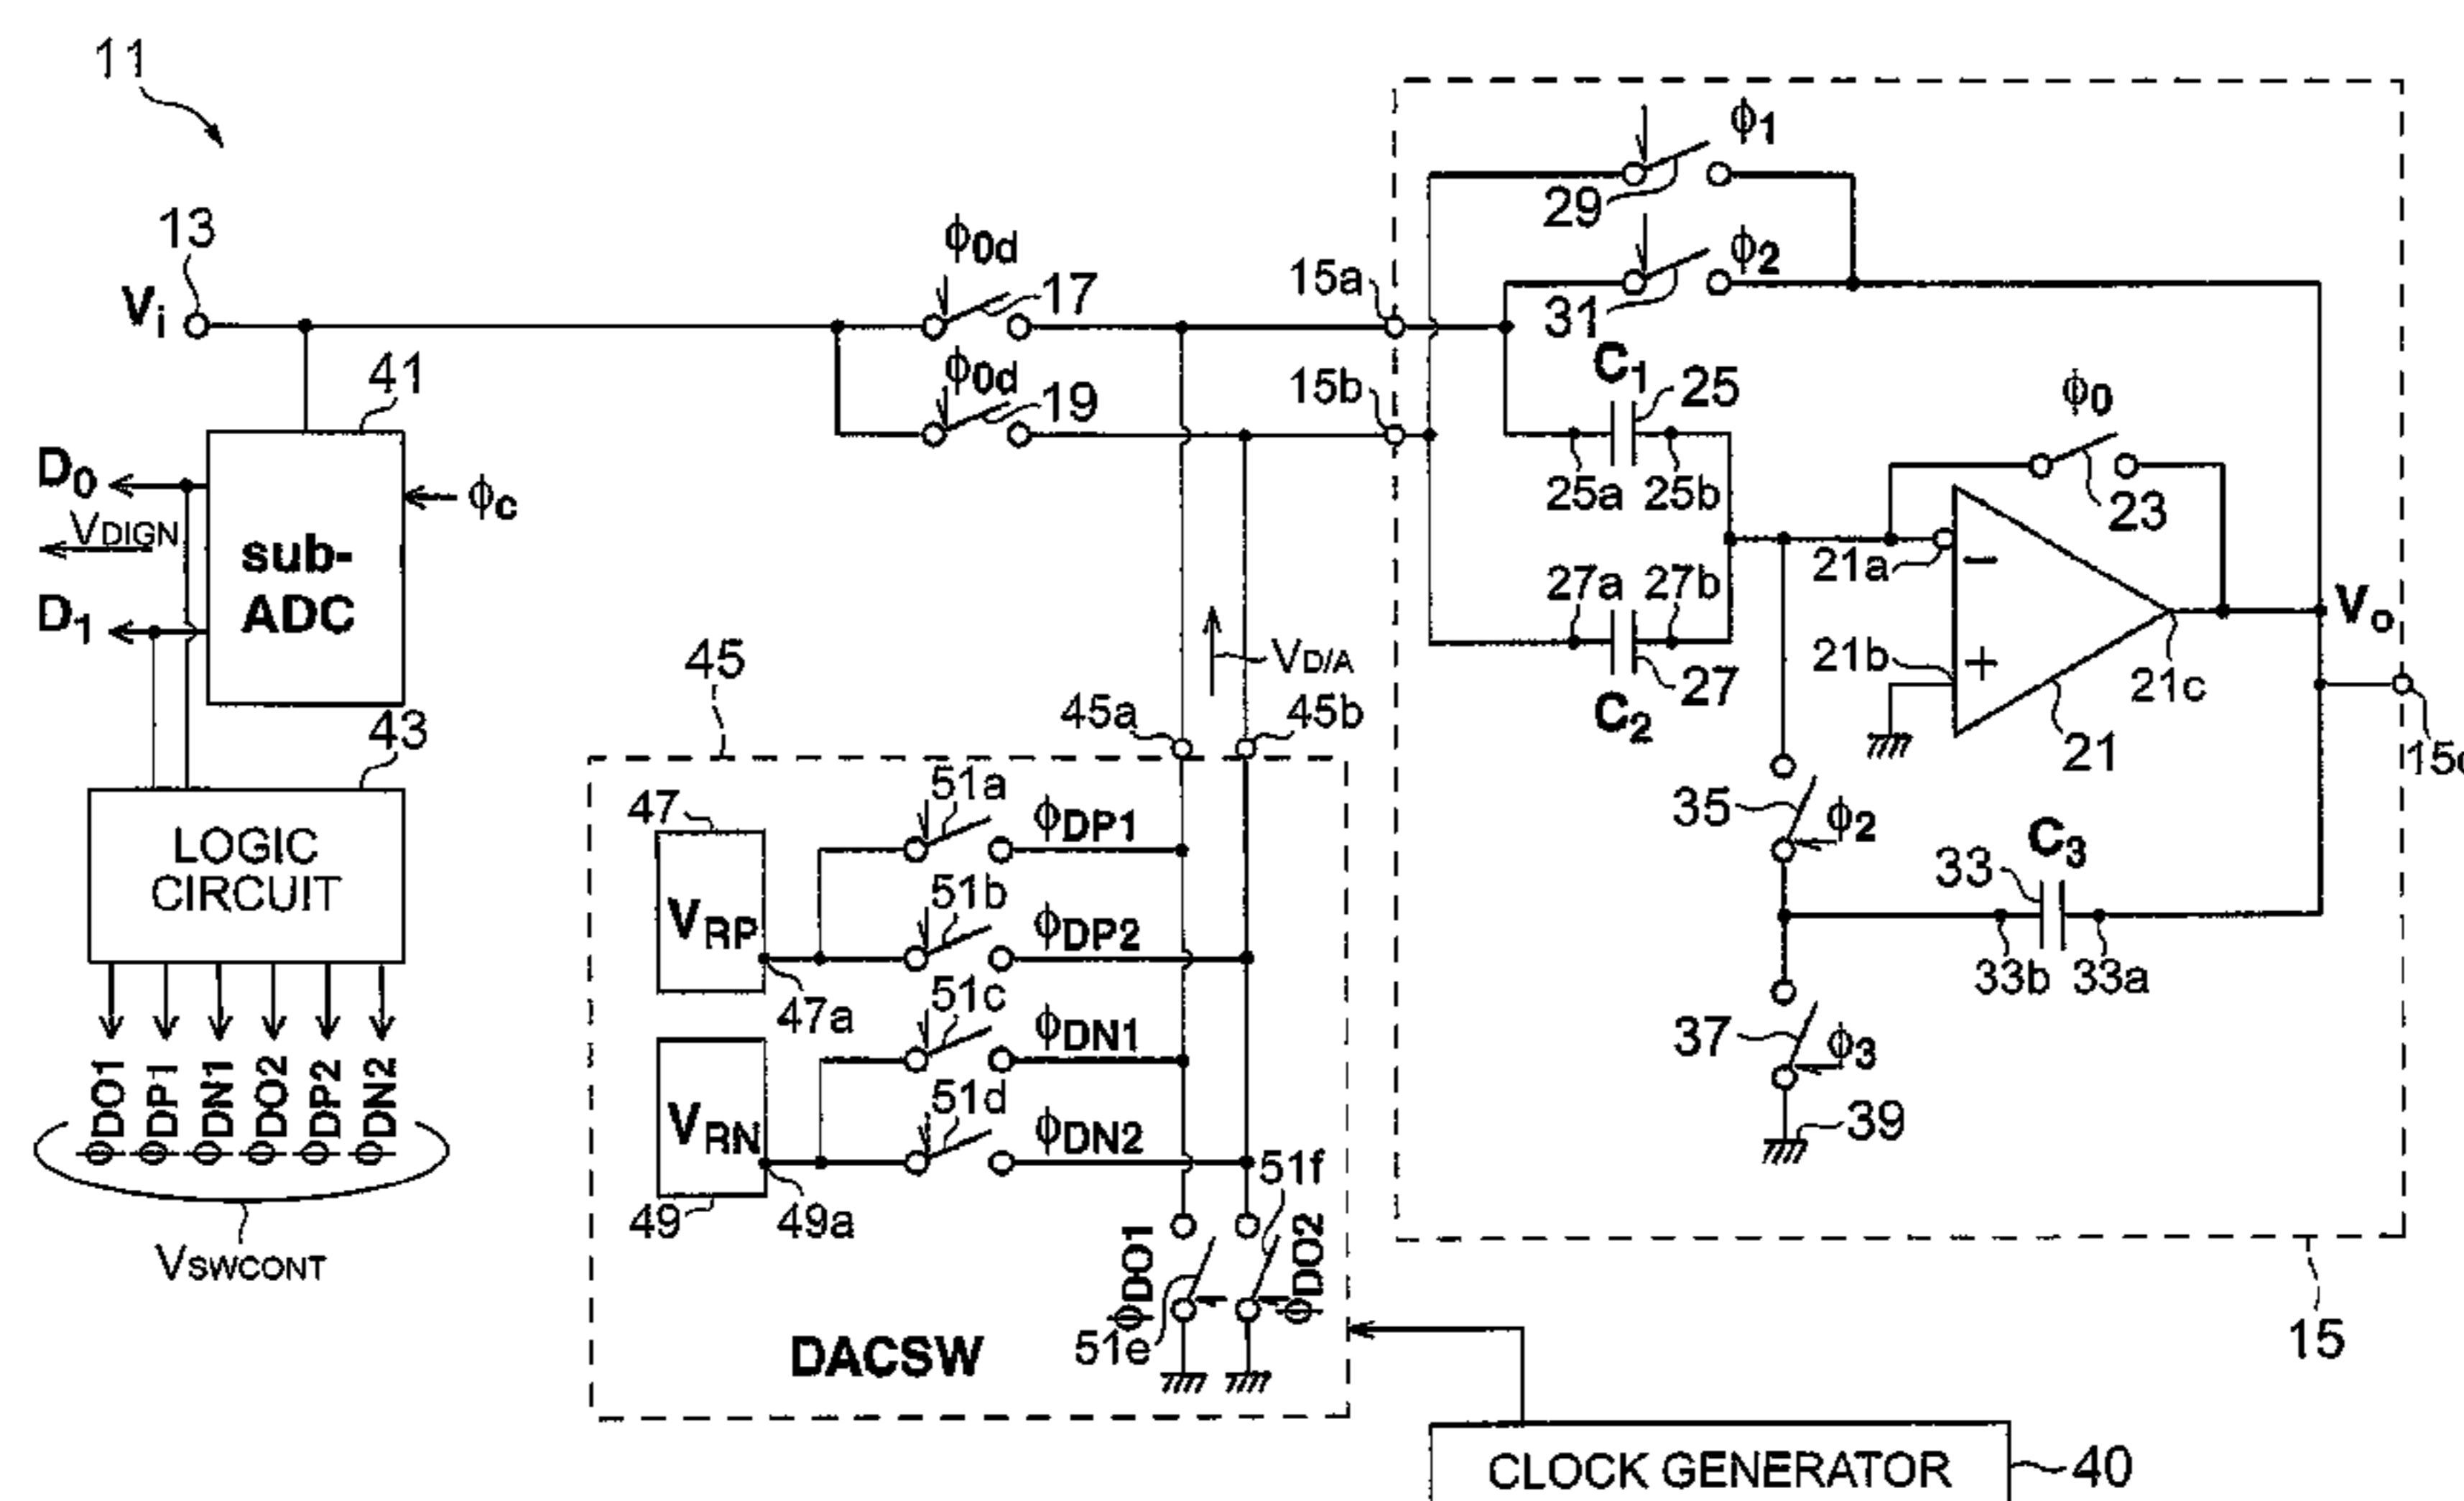 11
13
Vi
ϕ0d
17
ϕ0d
19
15a
15b
ϕ1
29
ϕ2
31
C1
25
25a
25b
27a
27b
27
C2
ϕ0
23
21a
21b
21c
21
Vo
41
D0
VDIGN
D1
sub-
ADC
ϕc
43
LOGIC
CIRCUIT
ϕDO1
ϕDP1
ϕDN1
ϕDO2
ϕDP2
ϕDN2
VSWCONT
45
45a
45b
VD/A
47
VRP
47a
51a
ϕDP1
51b
ϕDP2
51c
ϕDN1
51d
ϕDN2
VRN
49
49a
51f
ϕDO1
51e
ϕDO2
DACSW
35
ϕ2
33
C3
33b
33a
37
ϕ3
39
15
CLOCK GENERATOR
40